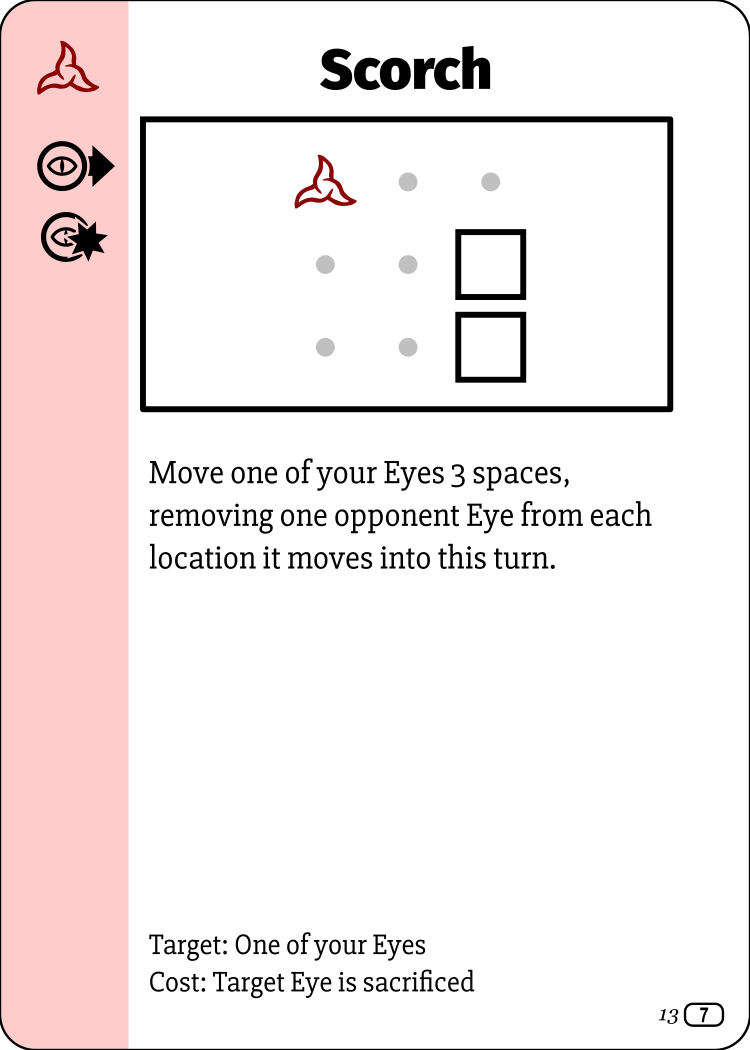 Scorch
Move one of your Eyes 3 spaces,
removing one opponent Eye from each
location it moves into this turn.
Target: One of your Eyes
Cost: Target Eye is sacrificed
13 7